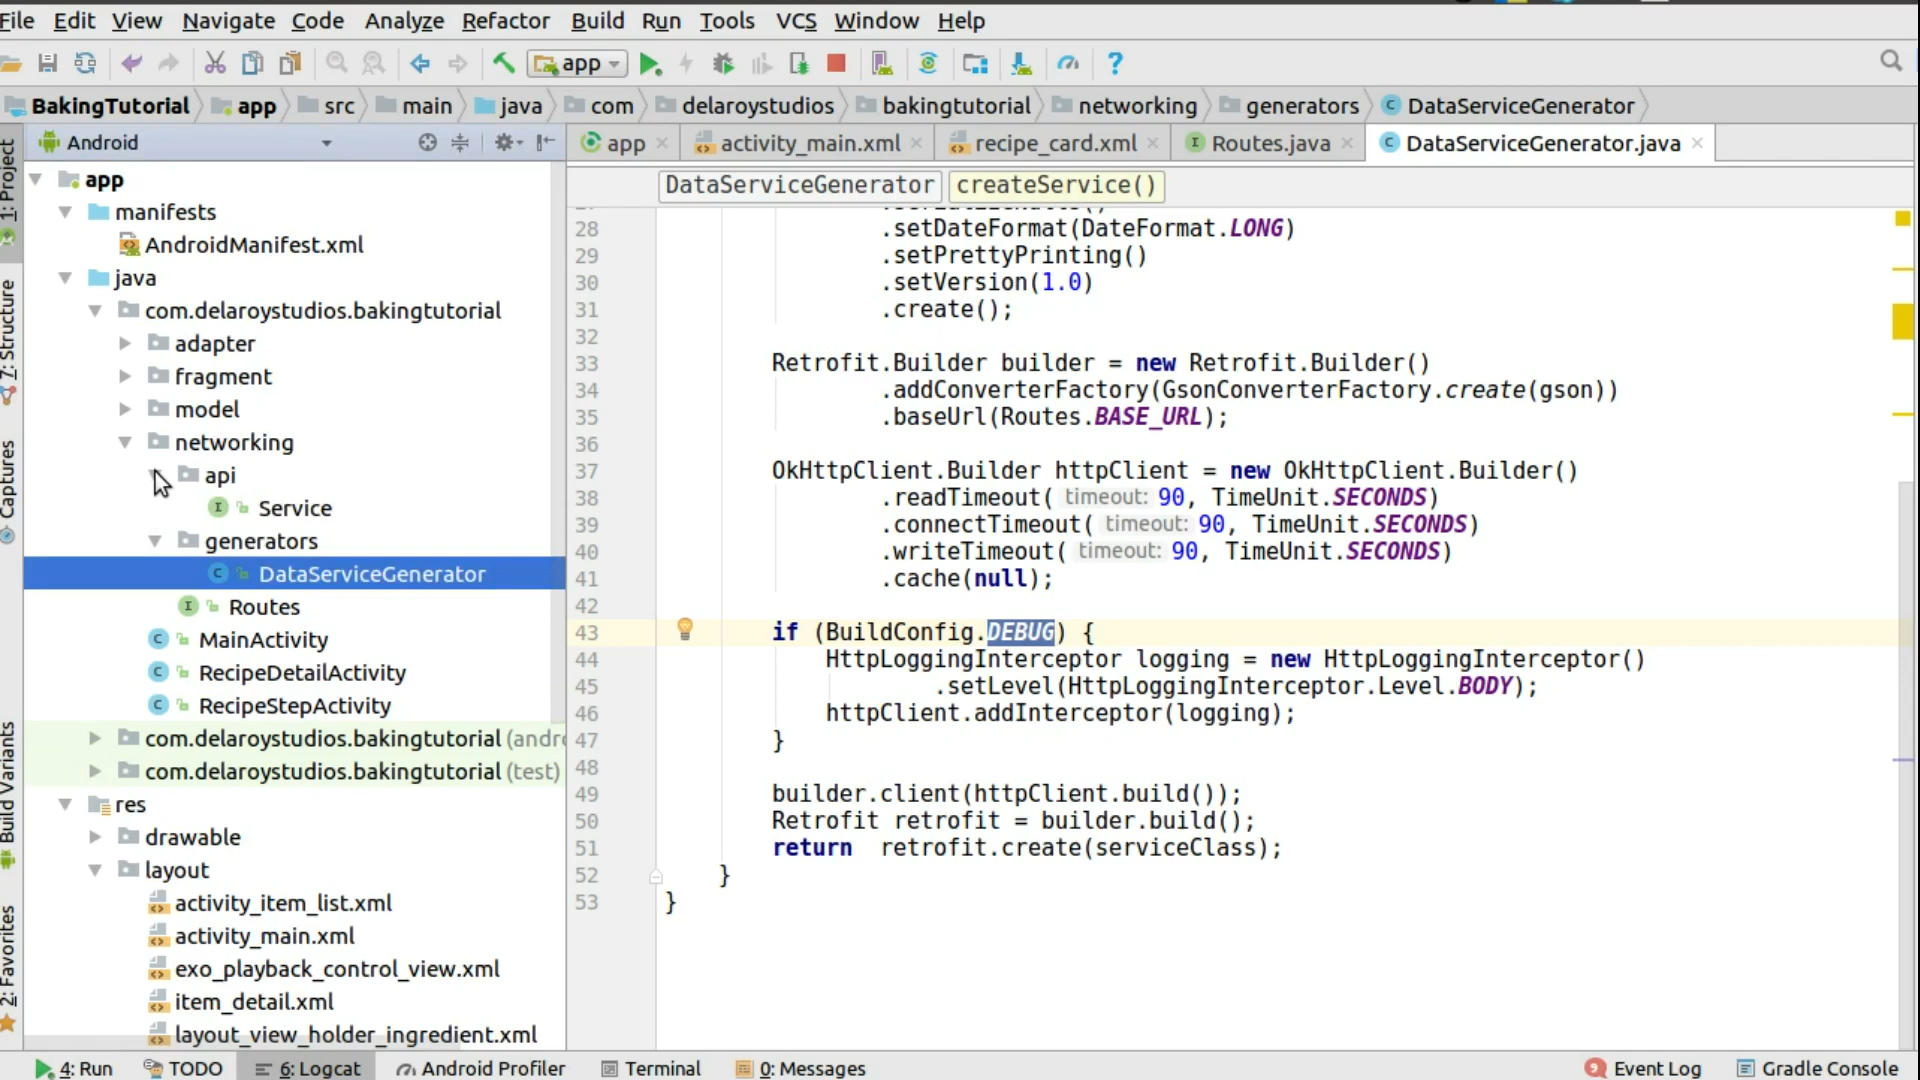 File Edit View Navigate Code Analyze Refactor Build Run Tools VCS Window Help
app
BakingTutorial app src main java com delaroystudios bakingtutorial networking generators DataServiceGenerator
Android
app activity_main.xml recipe_card.xml Routes.java DataServiceGenerator.java
DataServiceGenerator createService()
1: Project
7: Structure
Captures
Build Variants
2: Favorites
app
manifests
AndroidManifest.xml
java
com.delaroystudios.bakingtutorial
adapter
fragment
model
networking
api
Service
generators
DataServiceGenerator
Routes
MainActivity
RecipeDetailActivity
RecipeStepActivity
com.delaroystudios.bakingtutorial (andro
com.delaroystudios.bakingtutorial (test)
res
drawable
layout
activity_item_list.xml
activity_main.xml
exo_playback_control_view.xml
item_detail.xml
layout_view_holder_ingredient.xml
28 .setDateFormat(DateFormat.LONG)
29 .setPrettyPrinting()
30 .setVersion(1.0)
31 .create();
32
33 Retrofit.Builder builder = new Retrofit.Builder()
34 .addConverterFactory(GsonConverterFactory.create(gson))
35 .baseUrl(Routes.BASE_URL);
36
37 OkHttpClient.Builder httpClient = new OkHttpClient.Builder()
38 .readTimeout( timeout: 90, TimeUnit.SECONDS)
39 .connectTimeout( timeout: 90, TimeUnit.SECONDS)
40 .writeTimeout( timeout: 90, TimeUnit.SECONDS)
41 .cache(null);
42
43 if (BuildConfig.DEBUG) {
44 HttpLoggingInterceptor logging = new HttpLoggingInterceptor()
45 .setLevel(HttpLoggingInterceptor.Level.BODY);
46 httpClient.addInterceptor(logging);
47 }
48
49 builder.client(httpClient.build());
50 Retrofit retrofit = builder.build();
51 return retrofit.create(serviceClass);
52 }
53 }
4: Run TODO 6: Logcat Android Profiler Terminal 0: Messages Event Log Gradle Console